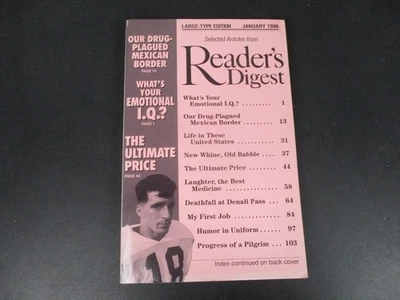 LARGE-TYPE EDITION JANUARY 1996
OUR DRUG-
PLAGUED
MEXICAN
BORDER
PAGE 13
WHAT'S
YOUR
EMOTIONAL
I.Q.?
PAGE 1
THE
ULTIMATE
PRICE
PAGE 44
18
Selected Articles from
Reader's
Digest
What's Your
Emotional I.Q.? ......... 1
Our Drug-Plagued
Mexican Border ........ 13
Life in These
United States ........... 31
New Whine, Old Babble .... 37
The Ultimate Price ........ 44
Laughter, the Best
Medicine ............... 58
Deathfall at Denali Pass ... 64
My First Job ............ 84
Humor in Uniform ...... 97
Progress of a Pilgrim ... 103
Index continued on back cover